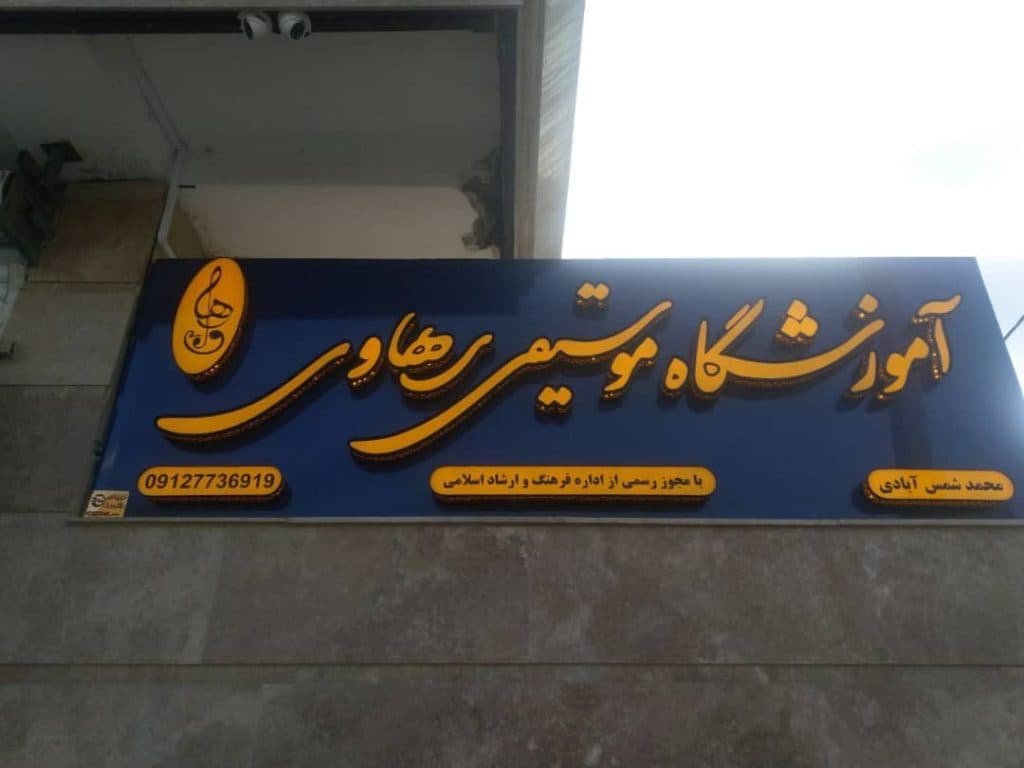 آموزشگاه موسیقی رهاوی
محمد شمس آبادی
با مجوز رسمی از اداره فرهنگ و ارشاد اسلامی
09127736919